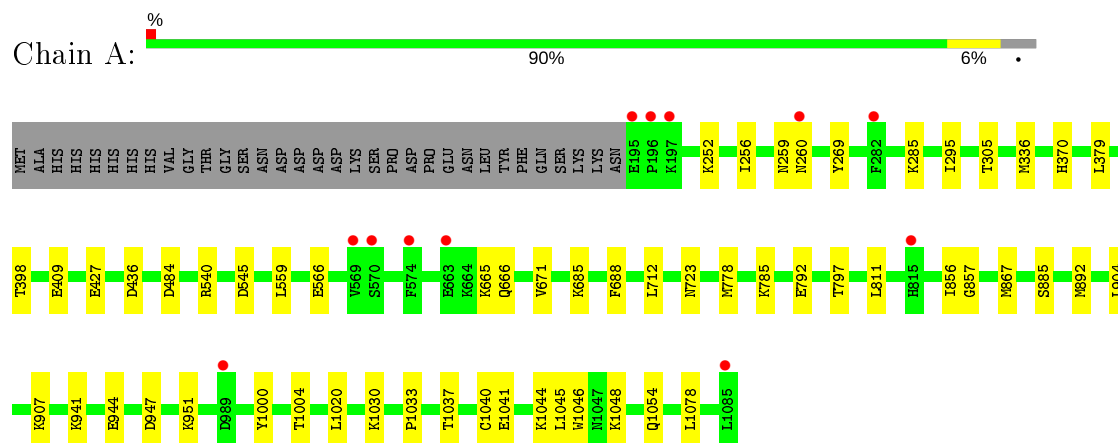 %
Chain A:
90% 6% •
MET ALA HIS HIS HIS HIS HIS HIS VAL GLY THR GLY SER ASN ASP ASP ASP ASP LYS SER PRO ASP PRO GLU ASN LEU TYR PHE GLN SER LYS LYS ASN E195 P196 K197 K252 I256 N259 N260 Y269 F282 K285 I295 T305 M336 H370 L379
T398 E409 E427 D436 D484 R540 D545 L559 E566 V569 S570 F574 E663 K664 K665 Q666 V671 K685 F688 L712 N723 M778 K785 E792 T797 L811 H815 I856 G857 M867 S885 M892
K907 K941 E944 D947 K951 D989 Y1000 T1004 L1020 K1030 P1033 T1037 C1040 E1041 K1044 L1045 W1046 N1047 K1048 Q1054 L1078 L1085